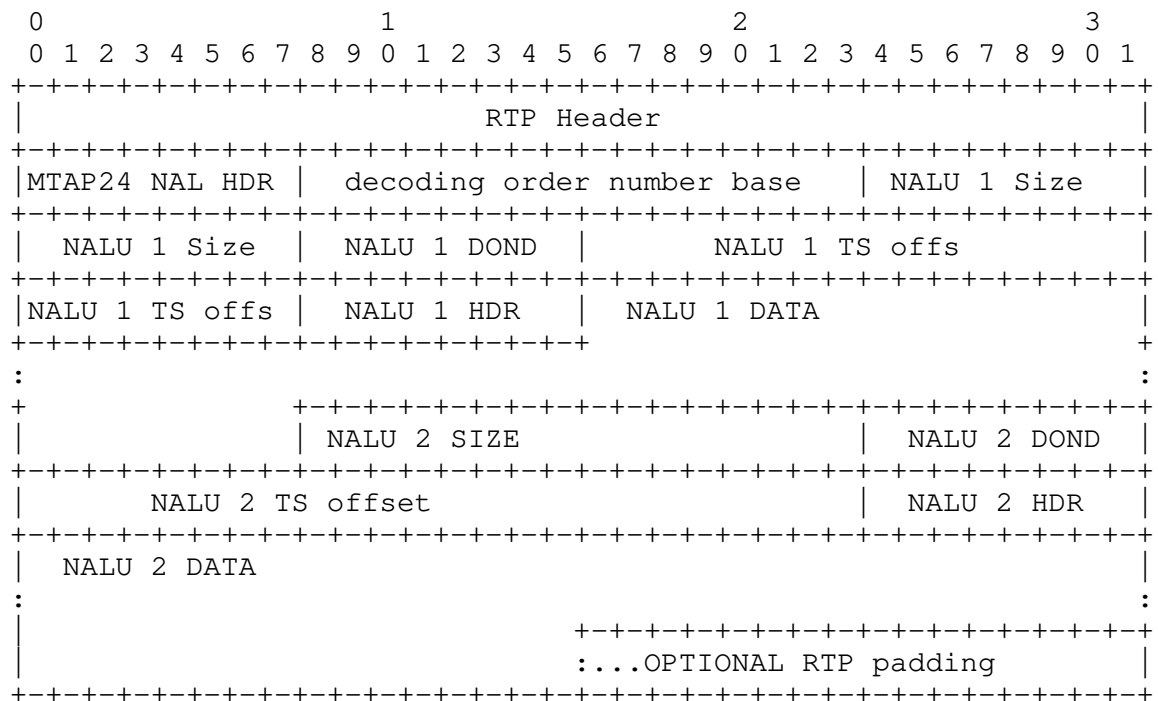 0                   1                   2                   3
 0 1 2 3 4 5 6 7 8 9 0 1 2 3 4 5 6 7 8 9 0 1 2 3 4 5 6 7 8 9 0 1
+-+-+-+-+-+-+-+-+-+-+-+-+-+-+-+-+-+-+-+-+-+-+-+-+-+-+-+-+-+-+-+-+
|                          RTP Header                           |
+-+-+-+-+-+-+-+-+-+-+-+-+-+-+-+-+-+-+-+-+-+-+-+-+-+-+-+-+-+-+-+-+
|MTAP24 NAL HDR |  decoding order number base   | NALU 1 Size   |
+-+-+-+-+-+-+-+-+-+-+-+-+-+-+-+-+-+-+-+-+-+-+-+-+-+-+-+-+-+-+-+-+
|  NALU 1 Size  |  NALU 1 DOND  |       NALU 1 TS offs          |
+-+-+-+-+-+-+-+-+-+-+-+-+-+-+-+-+-+-+-+-+-+-+-+-+-+-+-+-+-+-+-+-+
|NALU 1 TS offs |  NALU 1 HDR   |  NALU 1 DATA                  |
+-+-+-+-+-+-+-+-+-+-+-+-+-+-+-+-+                               +
:                                                               :
+               +-+-+-+-+-+-+-+-+-+-+-+-+-+-+-+-+-+-+-+-+-+-+-+-+
|               | NALU 2 SIZE                   |  NALU 2 DOND  |
+-+-+-+-+-+-+-+-+-+-+-+-+-+-+-+-+-+-+-+-+-+-+-+-+-+-+-+-+-+-+-+-+
|       NALU 2 TS offset                        |  NALU 2 HDR   |
+-+-+-+-+-+-+-+-+-+-+-+-+-+-+-+-+-+-+-+-+-+-+-+-+-+-+-+-+-+-+-+-+
|  NALU 2 DATA                                                  |
:                                                               :
|                               +-+-+-+-+-+-+-+-+-+-+-+-+-+-+-+-+
|                               :...OPTIONAL RTP padding        |
+-+-+-+-+-+-+-+-+-+-+-+-+-+-+-+-+-+-+-+-+-+-+-+-+-+-+-+-+-+-+-+-+